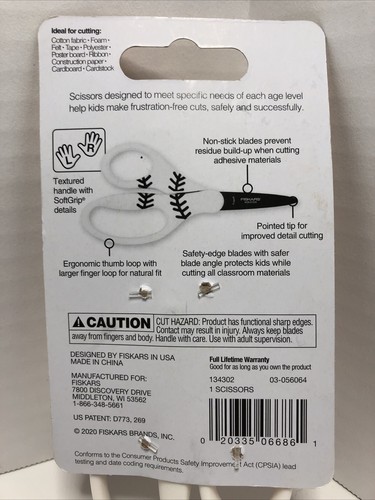 Ideal for cutting:
Cotton fabric • Foam •
Felt • Tape • Polyester •
Poster board • Ribbon •
Construction paper •
Cardboard • Cardstock
Scissors designed to meet specific needs of each age level
help kids make frustration-free cuts, safely and successfully.
L R
Non-stick blades prevent
residue build-up when cutting
adhesive materials
Textured
handle with
SoftGrip®
details
FISKARS
Pointed tip for
improved detail cutting
Ergonomic thumb loop with
larger finger loop for natural fit
Safety-edge blades with safer
blade angle protects kids while
cutting all classroom materials
CAUTION CUT HAZARD: Product has functional sharp edges.
Contact may result in injury. Always keep blades
away from fingers and body. Handle with care. Use with adult supervision.
DESIGNED BY FISKARS IN USA
MADE IN CHINA
MANUFACTURED FOR:
FISKARS
7800 DISCOVERY DRIVE
MIDDLETON, WI 53562
1-866-348-5661
US PATENT: D773, 269
© 2020 FISKARS BRANDS, INC.
Full Lifetime Warranty
Good for as long as you own the product
134302 03-056064
1 SCISSORS
0 20335 06686 1
Conforms to the Consumer Product Safety Improvement Act (CPSIA) lead
testing and date coding requirements.